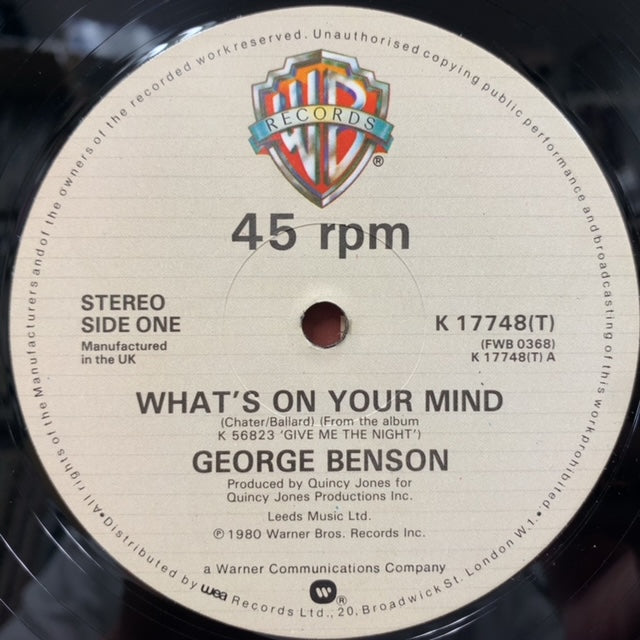 All rights of the Manufacturers and of the owners of the recorded work reserved. Unauthorised copying public performance and broadcasting of this work prohibited
WB
RECORDS
®
45 rpm
STEREO
SIDE ONE
Manufactured
in the UK
K 17748(T)
(FWB 0368)
K 17748(T) A
WHAT'S ON YOUR MIND
(Chater/Ballard) (From the album
K 56823 'GIVE ME THE NIGHT')
GEORGE BENSON
Produced by Quincy Jones for
Quincy Jones Productions Inc.
Leeds Music Ltd.
℗ 1980 Warner Bros. Records Inc.
a Warner Communications Company
®
•Distributed by wea Records Ltd., 20, Broadwick St. London W.1.•